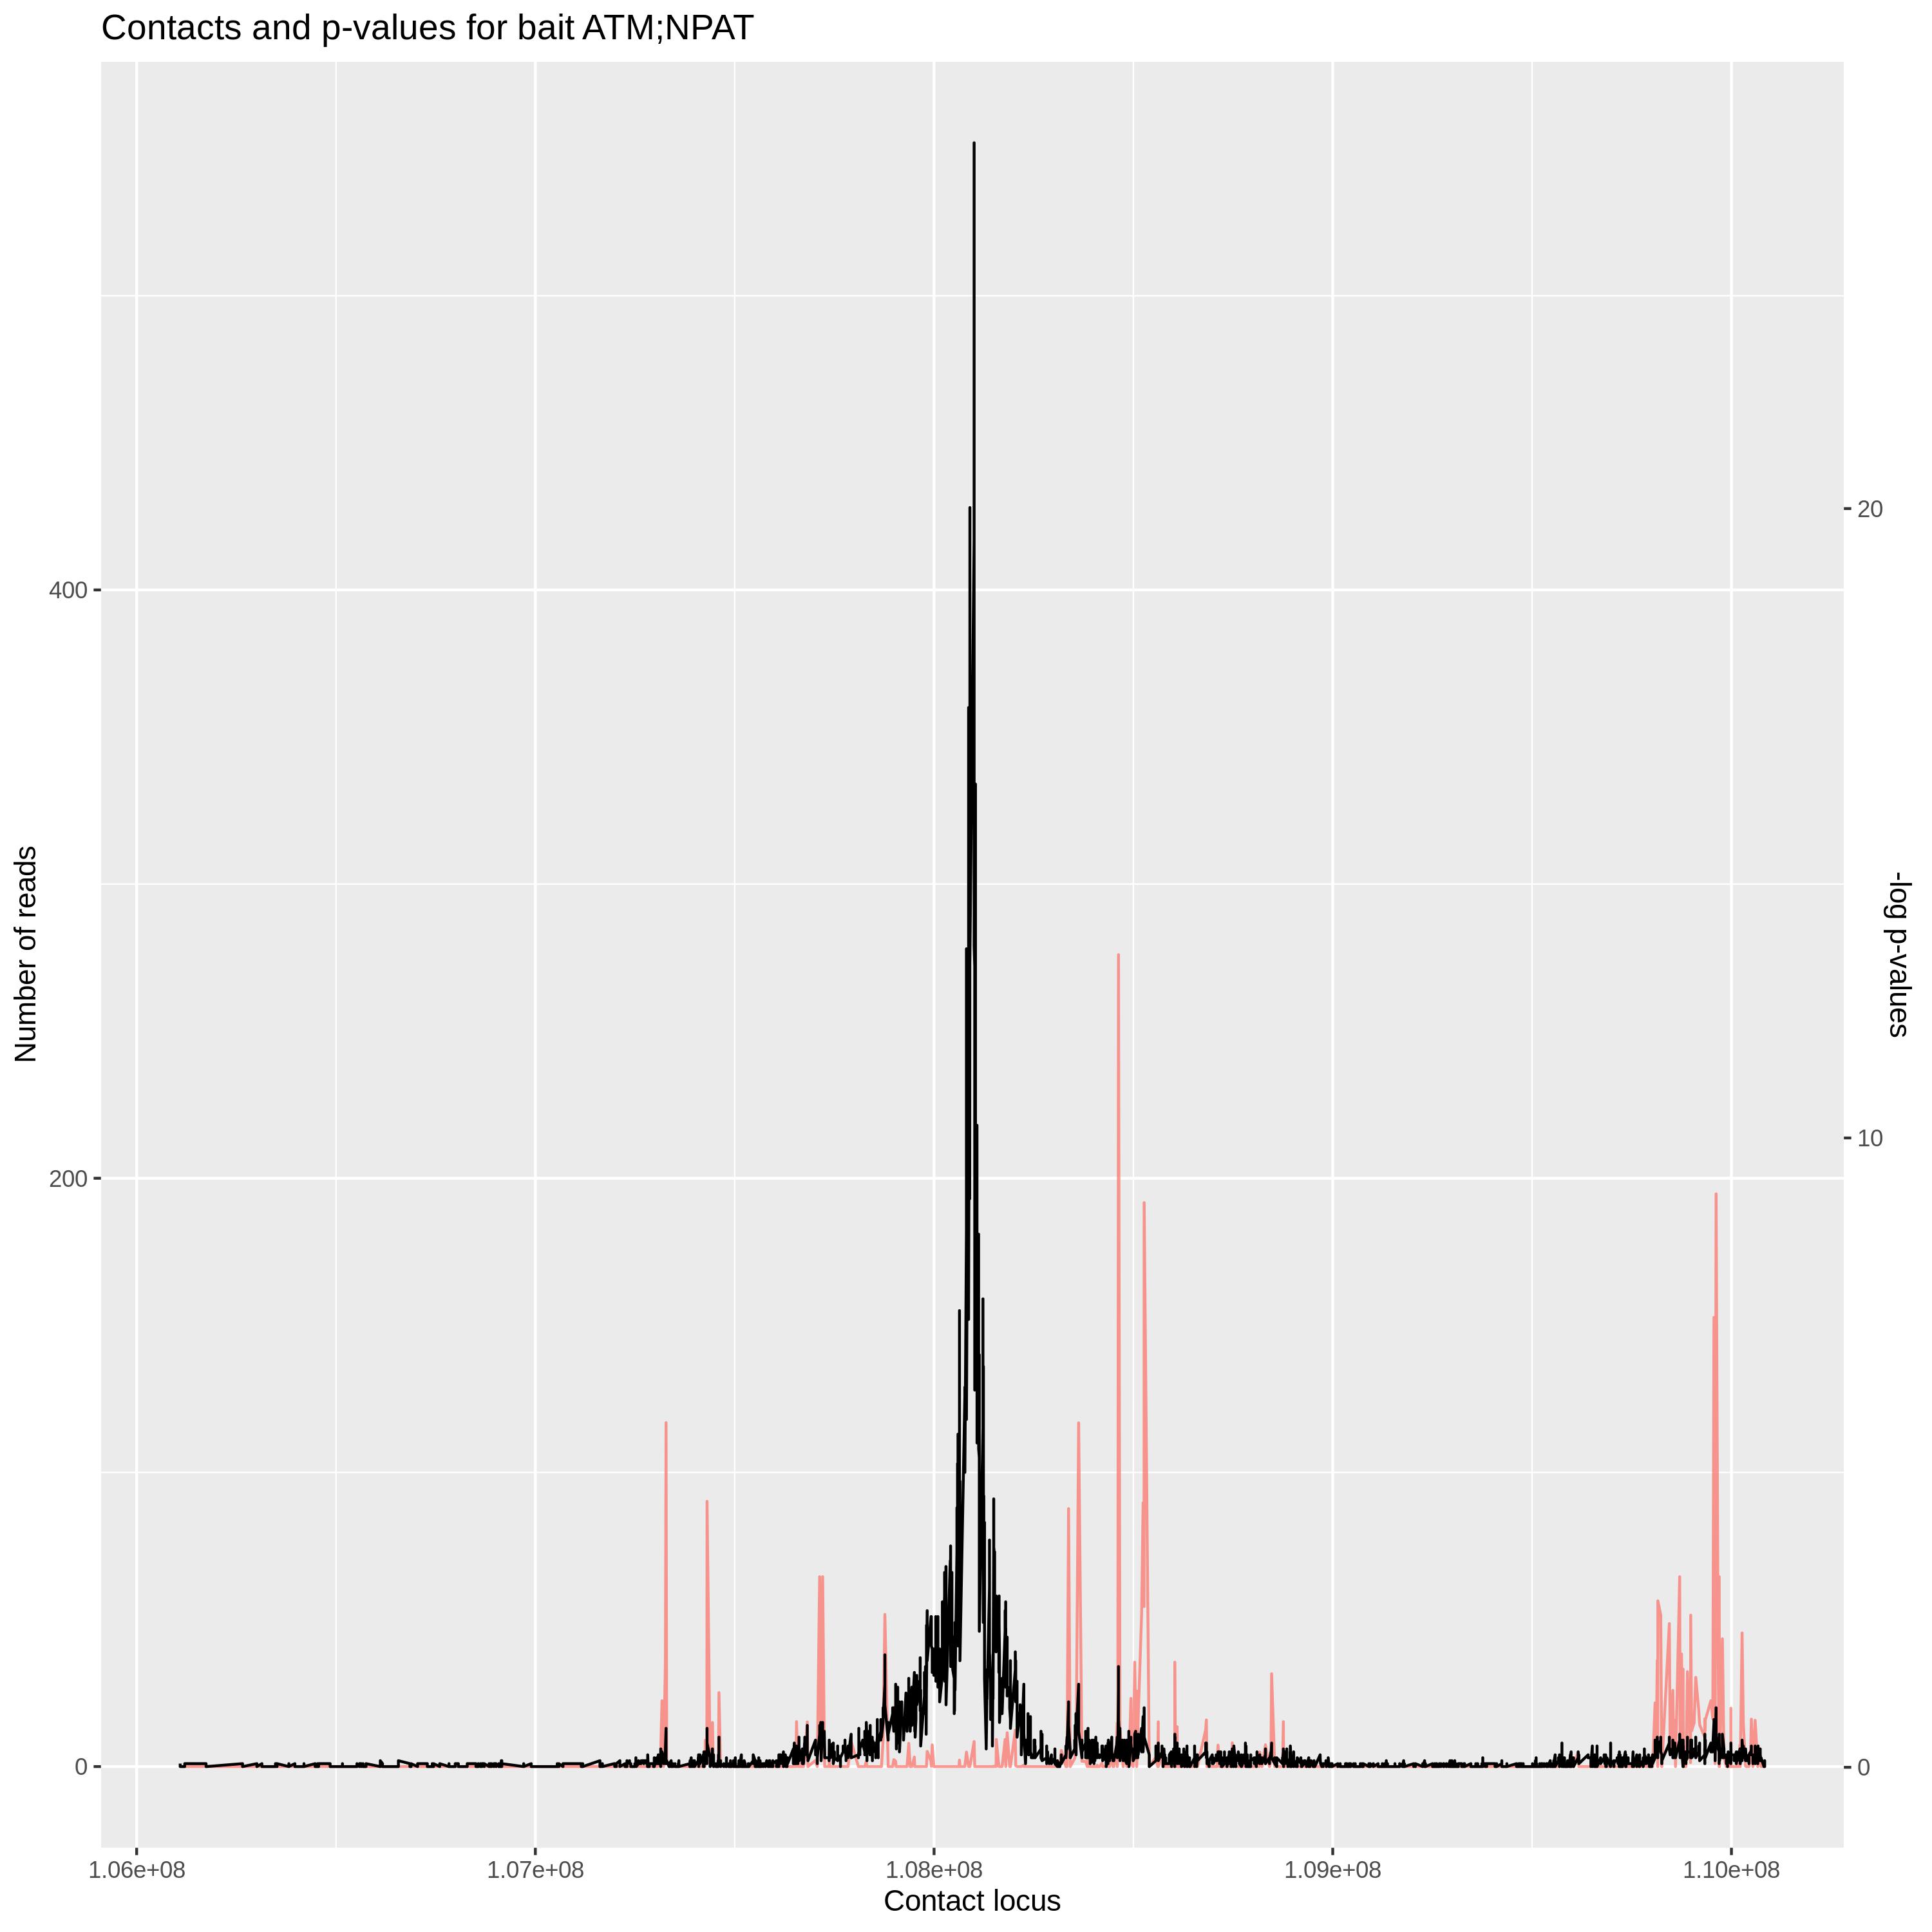 Contacts and p-values for bait ATM;NPAT
Number of reads
400
200
0
20
10
0
-log p-values
1.06e+08 1.07e+08 1.08e+08 1.09e+08 1.10e+08
Contact locus